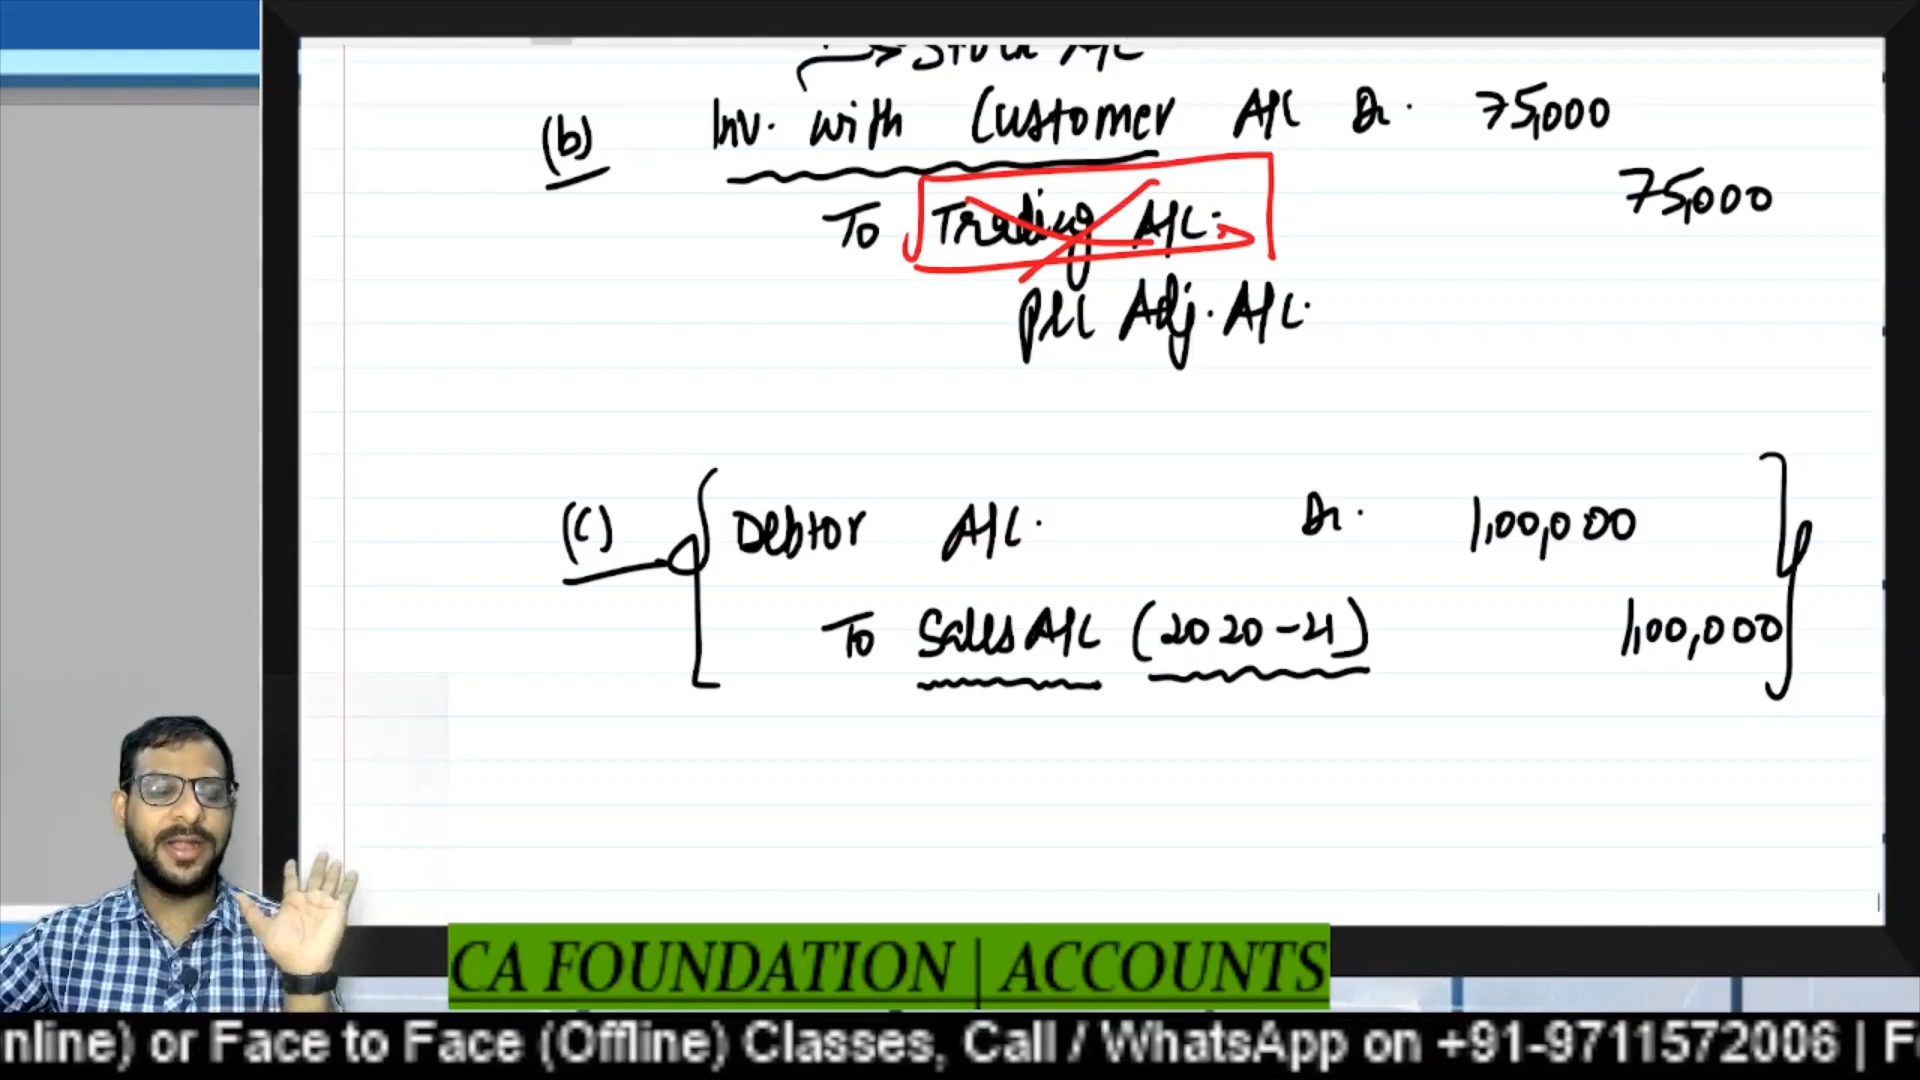 Stock A/C
(b) Inv. with Customer A/C Dr. 75,000
To Trading A/C. 75,000
P&L Adj. A/C.
(c) Debtor A/C. Dr. 1,00,000
To Sales A/C (2020-21) 1,00,000
CA FOUNDATION | ACCOUNTS
nline) or Face to Face (Offline) Classes, Call / WhatsApp on +91-9711572006 | F